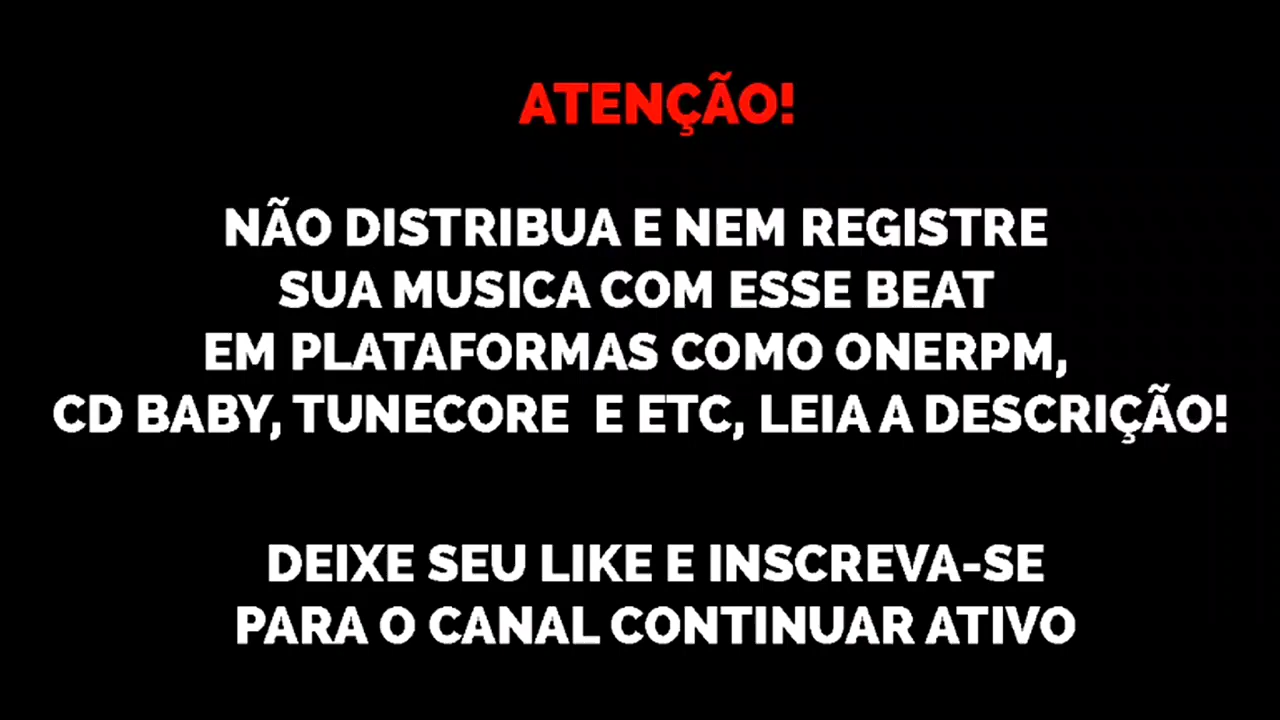 ATENÇÃO!
NÃO DISTRIBUA E NEM REGISTRE
SUA MUSICA COM ESSE BEAT
EM PLATAFORMAS COMO ONERPM,
CD BABY, TUNECORE E ETC, LEIA A DESCRIÇÃO!
DEIXE SEU LIKE E INSCREVA-SE
PARA O CANAL CONTINUAR ATIVO